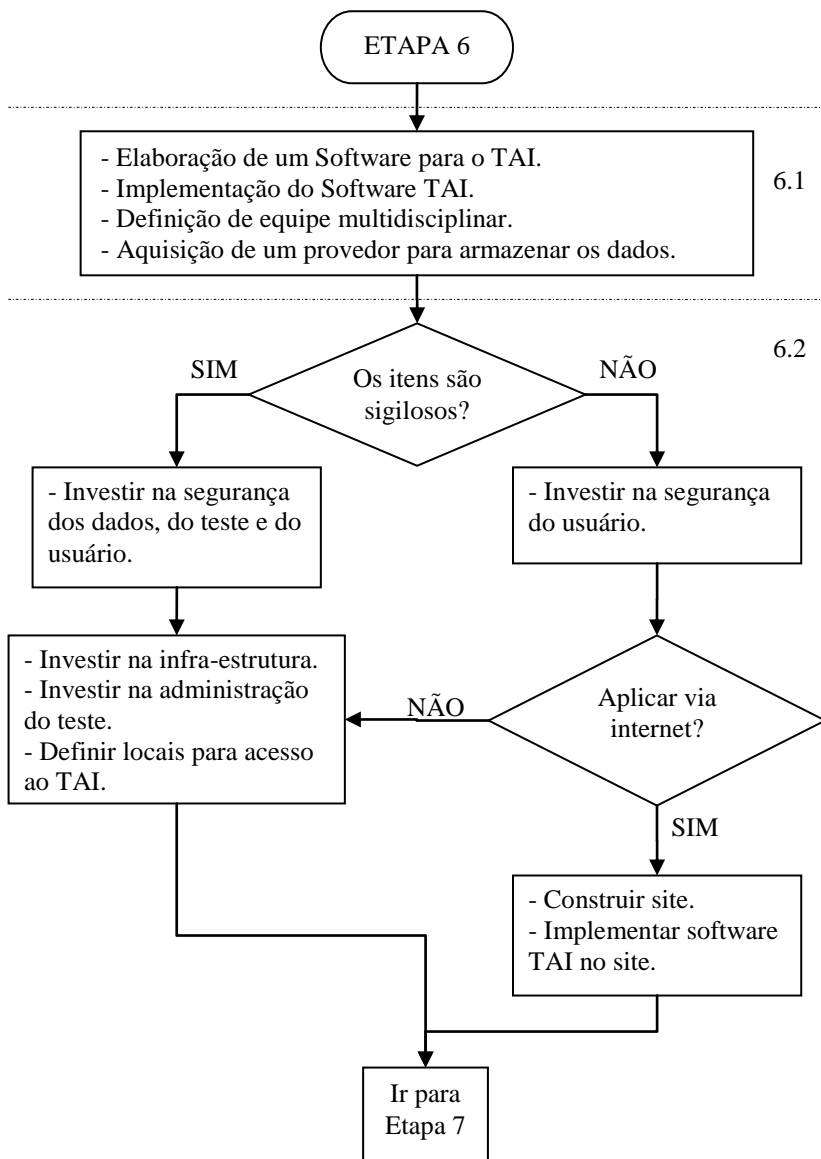 ETAPA 6
- Elaboração de um Software para o TAI.
- Implementação do Software TAI.
- Definição de equipe multidisciplinar.
- Aquisição de um provedor para armazenar os dados.
6.1
6.2
Os itens são
sigilosos?
SIM
NÃO
- Investir na segurança
dos dados, do teste e do
usuário.
- Investir na segurança
do usuário.
- Investir na infra-estrutura.
- Investir na administração
do teste.
- Definir locais para acesso
ao TAI.
NÃO
Aplicar via
internet?
SIM
- Construir site.
- Implementar software
TAI no site.
Ir para
Etapa 7